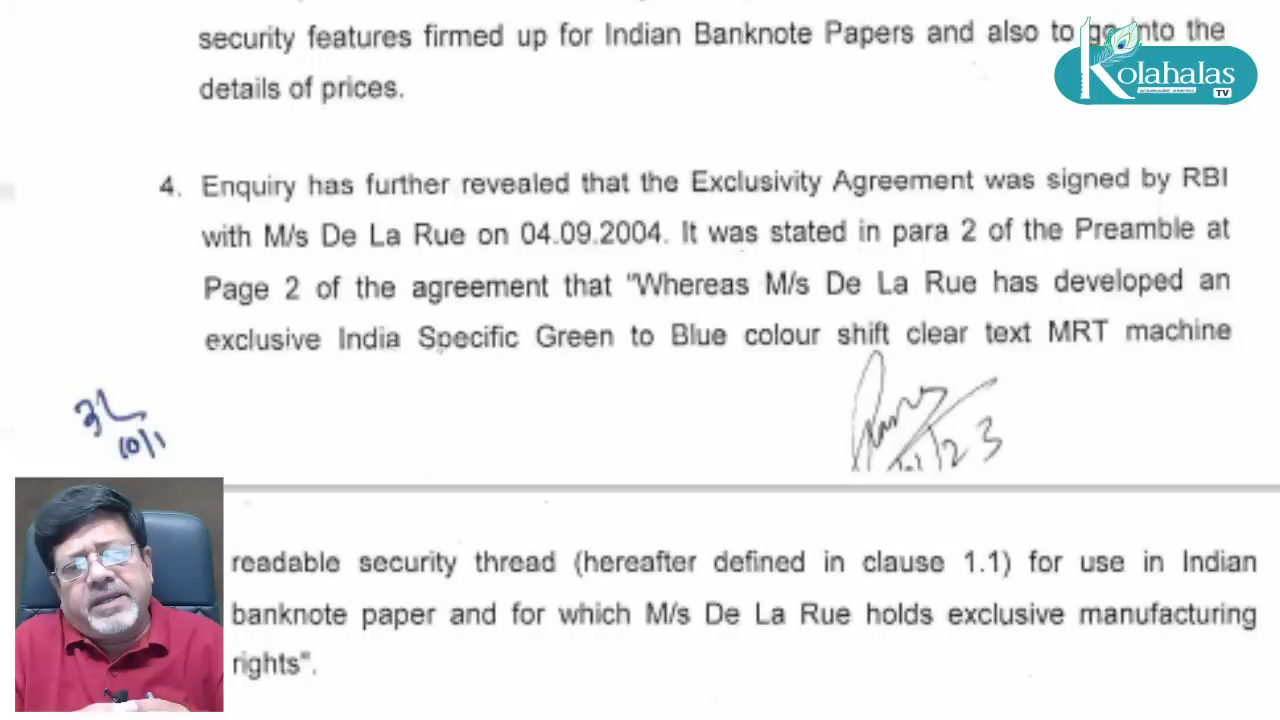 security features firmed up for Indian Banknote Papers and also to go into the
details of prices.
Kolahalas
TV
4. Enquiry has further revealed that the Exclusivity Agreement was signed by RBI
with M/s De La Rue on 04.09.2004. It was stated in para 2 of the Preamble at
Page 2 of the agreement that "Whereas M/s De La Rue has developed an
exclusive India Specific Green to Blue colour shift clear text MRT machine
readable security thread (hereafter defined in clause 1.1) for use in Indian
banknote paper and for which M/s De La Rue holds exclusive manufacturing
rights".